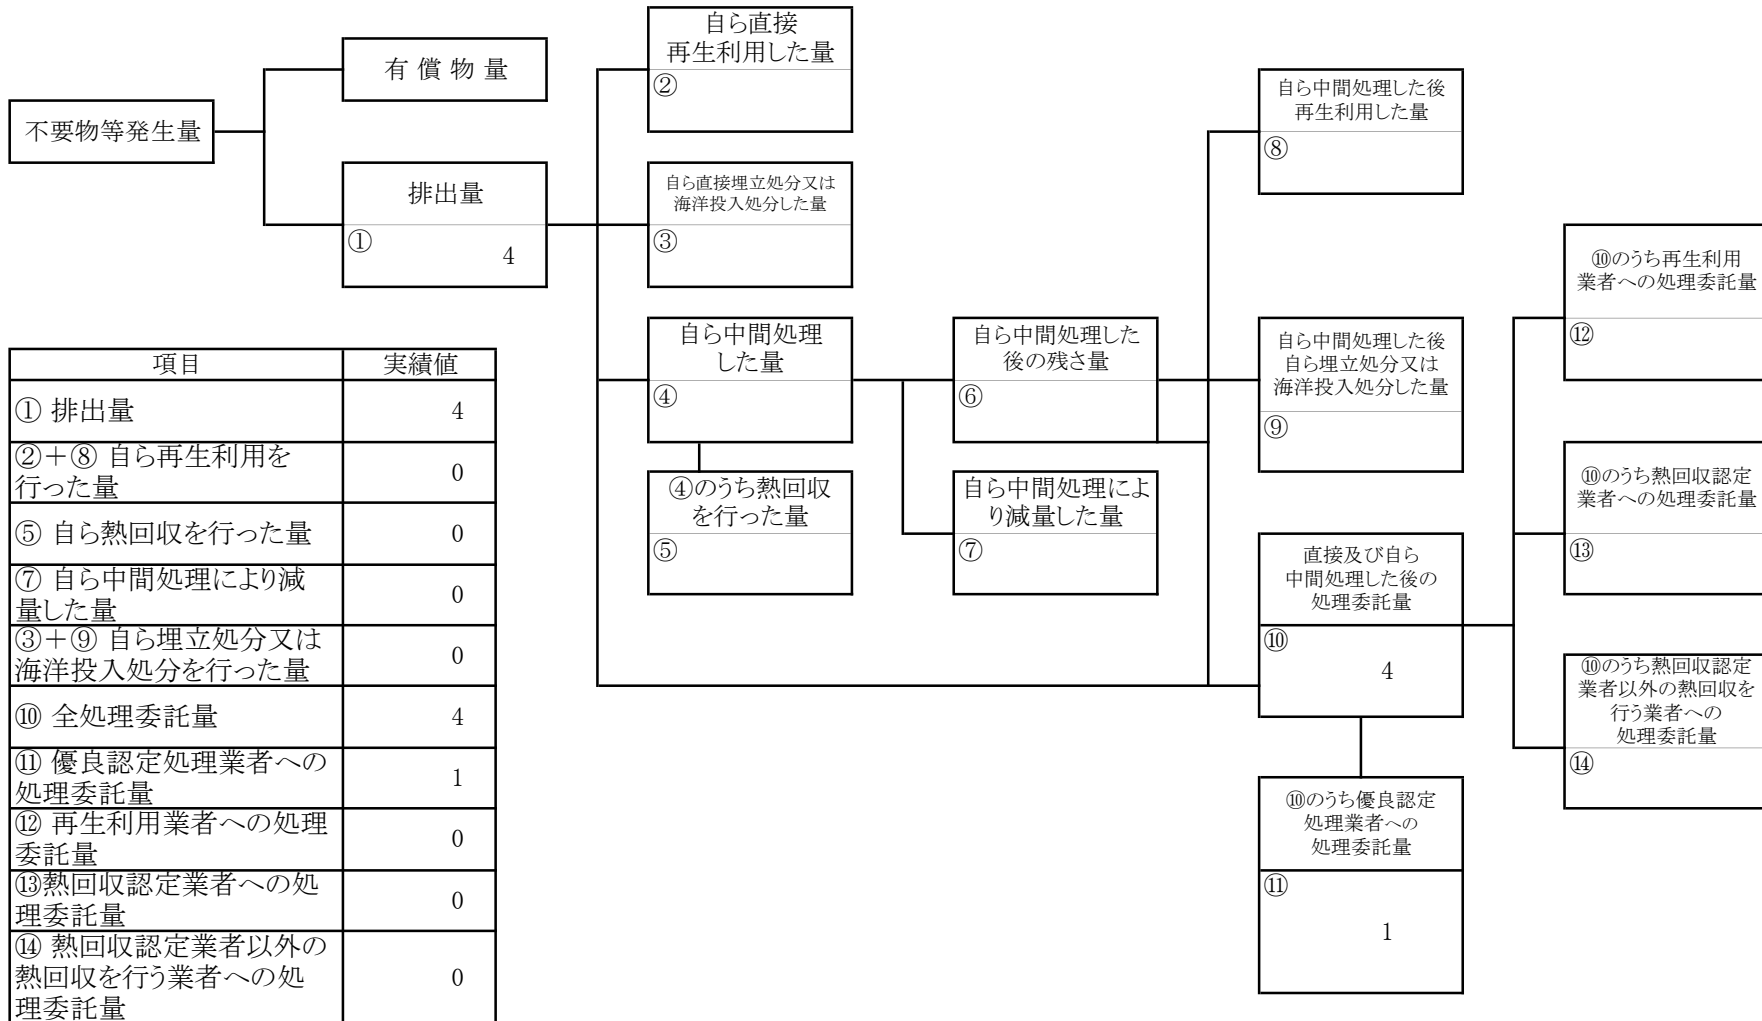 不要物等発生量
有 償 物 量
排出量
①
4
自ら直接
再生利用した量
②
自ら直接埋立処分又は
海洋投入処分した量
③
自ら中間処理
した量
④
④のうち熱回収
を行った量
⑤
自ら中間処理した
後の残さ量
⑥
自ら中間処理によ
り減量した量
⑦
自ら中間処理した後
再生利用した量
⑧
自ら中間処理した後
自ら埋立処分又は
海洋投入処分した量
⑨
直接及び自ら
中間処理した後の
処理委託量
⑩
4
⑩のうち優良認定
処理業者への
処理委託量
⑪
1
⑩のうち再生利用
業者への処理委託量
⑫
⑩のうち熱回収認定
業者への処理委託量
⑬
⑩のうち熱回収認定
業者以外の熱回収を
行う業者への
処理委託量
⑭
項目 実績値
① 排出量 4
②＋⑧ 自ら再生利用を
行った量 0
⑤ 自ら熱回収を行った量 0
⑦ 自ら中間処理により減
量した量 0
③＋⑨ 自ら埋立処分又は
海洋投入処分を行った量 0
⑩ 全処理委託量 4
⑪ 優良認定処理業者への
処理委託量 1
⑫ 再生利用業者への処理
委託量 0
⑬熱回収認定業者への処
理委託量 0
⑭ 熱回収認定業者以外の
熱回収を行う業者への処
理委託量 0